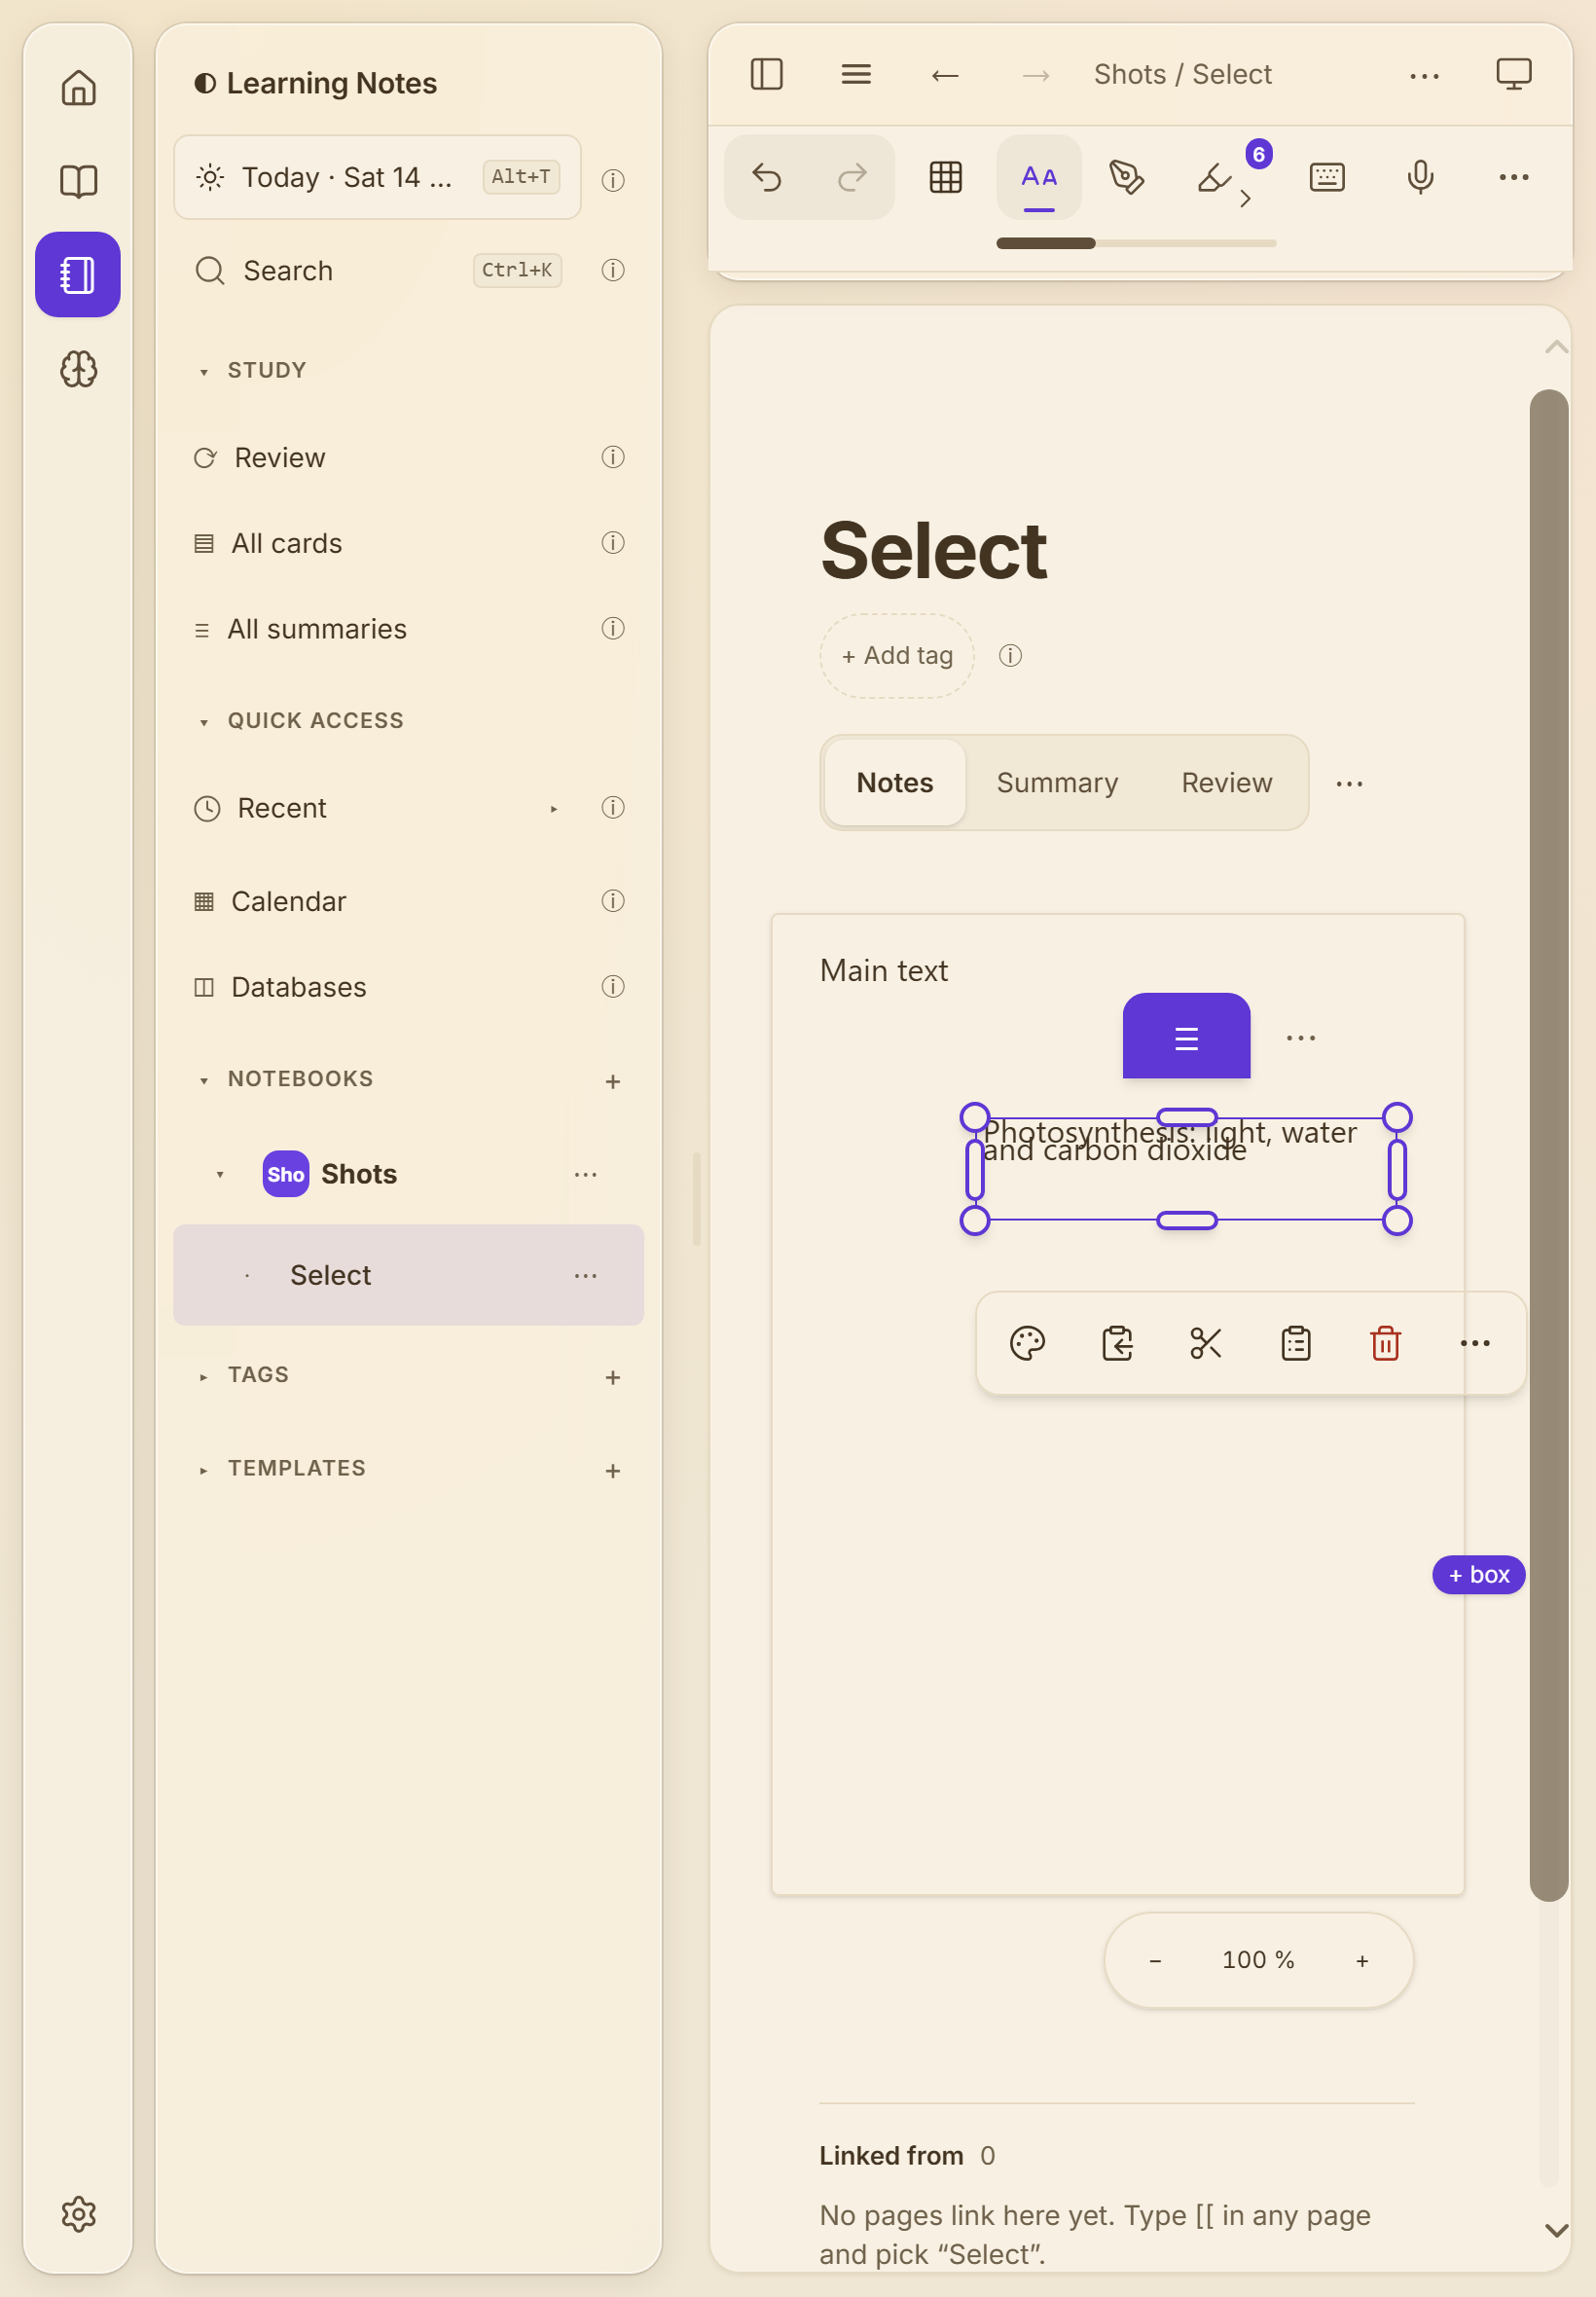 Learning Notes
Today · Sat 14 ... Alt+T
Search Ctrl+K
STUDY
Review
All cards
All summaries
QUICK ACCESS
Recent
Calendar
Databases
NOTEBOOKS +
Sho Shots ...
Select ...
TAGS +
TEMPLATES +
Shots / Select ...
AA 6
Select
+ Add tag
Notes Summary Review ...
Main text
Photosynthesis: light, water
and carbon dioxide
+ box
− 100 % +
Linked from 0
No pages link here yet. Type [[ in any page
and pick “Select”.